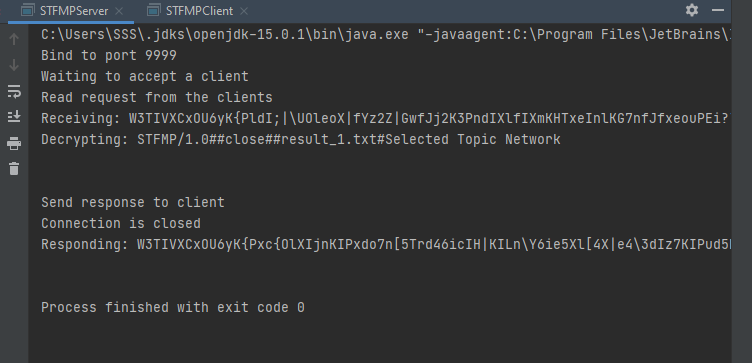 STFMPServer STFMPClient
C:\Users\SSS\.jdks\openjdk-15.0.1\bin\java.exe "-javaagent:C:\Program Files\JetBrains\
Bind to port 9999
Waiting to accept a client
Read request from the clients
Receiving: W3TIVXCxOU6yK{PldI;|\UOleoX|fYz2Z|GwfJj2K3PndIXlfIXmKHTxeInlKG7nfJfxeouPEi?
Decrypting: STFMP/1.0##close##result_1.txt#Selected Topic Network
Send response to client
Connection is closed
Responding: W3TIVXCxOU6yK{Pxc{OlXIjnKIPxdo7n[5Trd46icIH|KILn\Y6ie5Xl[4X|e4\3dIz7KIPud5
Process finished with exit code 0